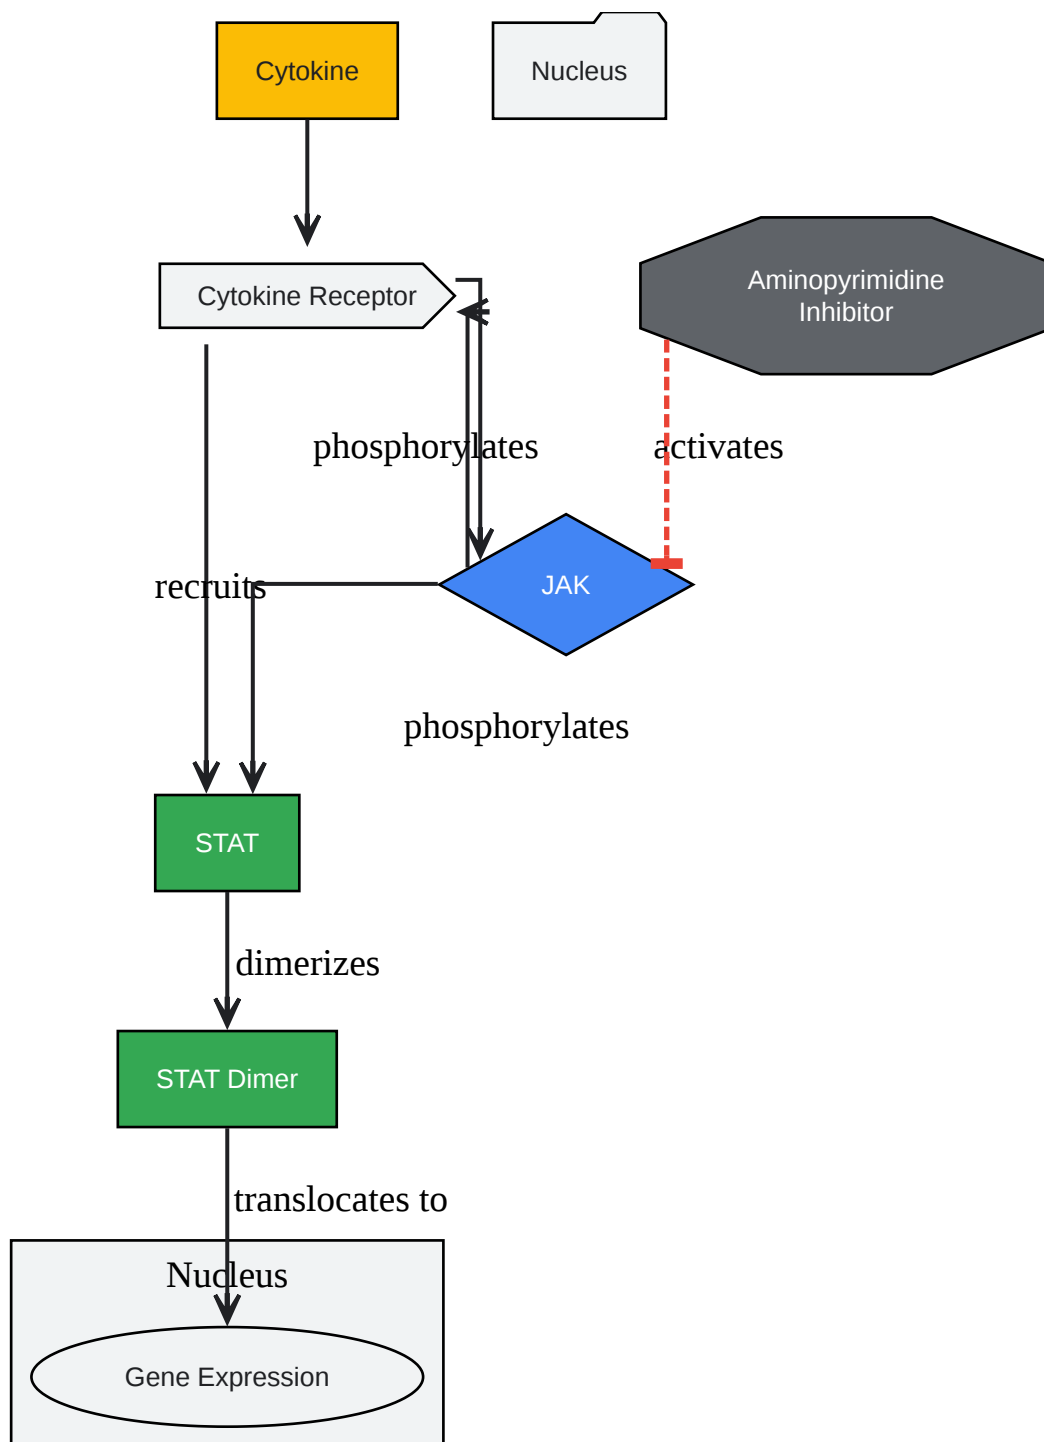 Cytokine
Nucleus
Cytokine Receptor
Aminopyrimidine
Inhibitor
phosphorylates
activates
JAK
recruits
phosphorylates
STAT
dimerizes
STAT Dimer
translocates to
Nucleus
Gene Expression